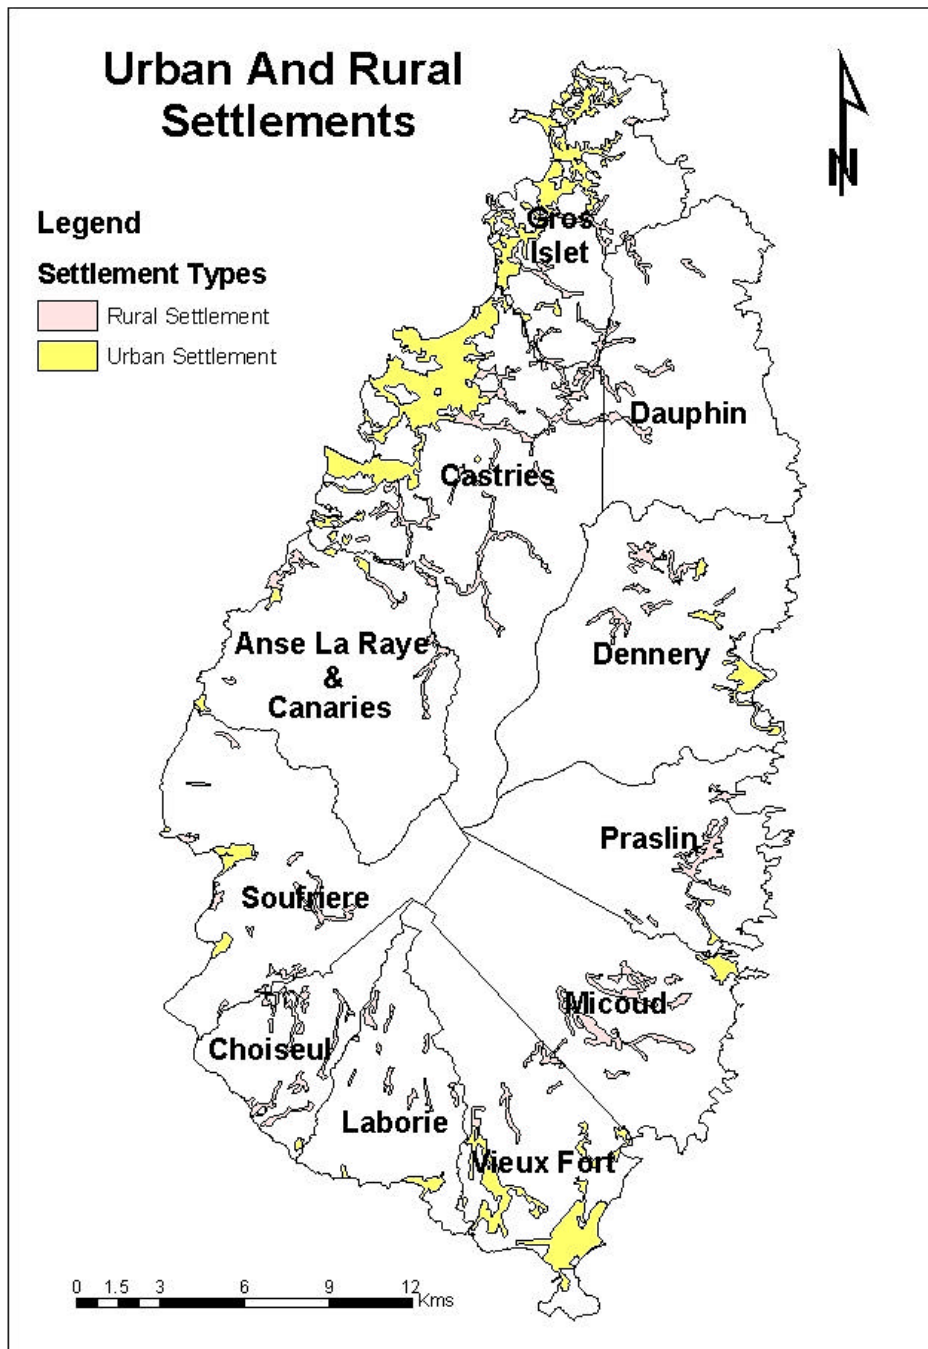 Urban And Rural
Settlements
N
Legend
Settlement Types
Rural Settlement
Urban Settlement
Gros
Islet
Dauphin
Castries
Anse La Raye
&
Canaries
Dennery
Praslin
Soufriere
Micoud
Choiseul
Laborie
Vieux Fort
0 1.5 3 6 9 12
Kms